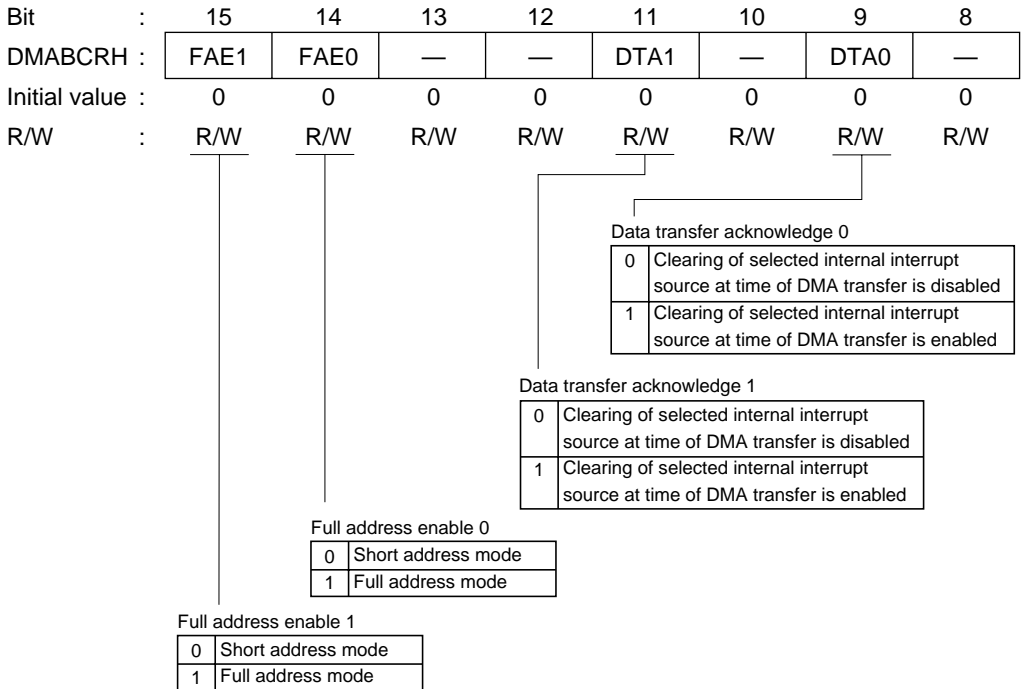 Bit : 15 14 13 12 11 10 9 8
DMABCRH : FAE1 FAE0 — — DTA1 — DTA0 —
Initial value : 0 0 0 0 0 0 0 0
R/W : R/W R/W R/W R/W R/W R/W R/W R/W
Data transfer acknowledge 0
0 Clearing of selected internal interrupt
source at time of DMA transfer is disabled
1 Clearing of selected internal interrupt
source at time of DMA transfer is enabled
Data transfer acknowledge 1
0 Clearing of selected internal interrupt
source at time of DMA transfer is disabled
1 Clearing of selected internal interrupt
source at time of DMA transfer is enabled
Full address enable 0
0 Short address mode
1 Full address mode
Full address enable 1
0 Short address mode
1 Full address mode